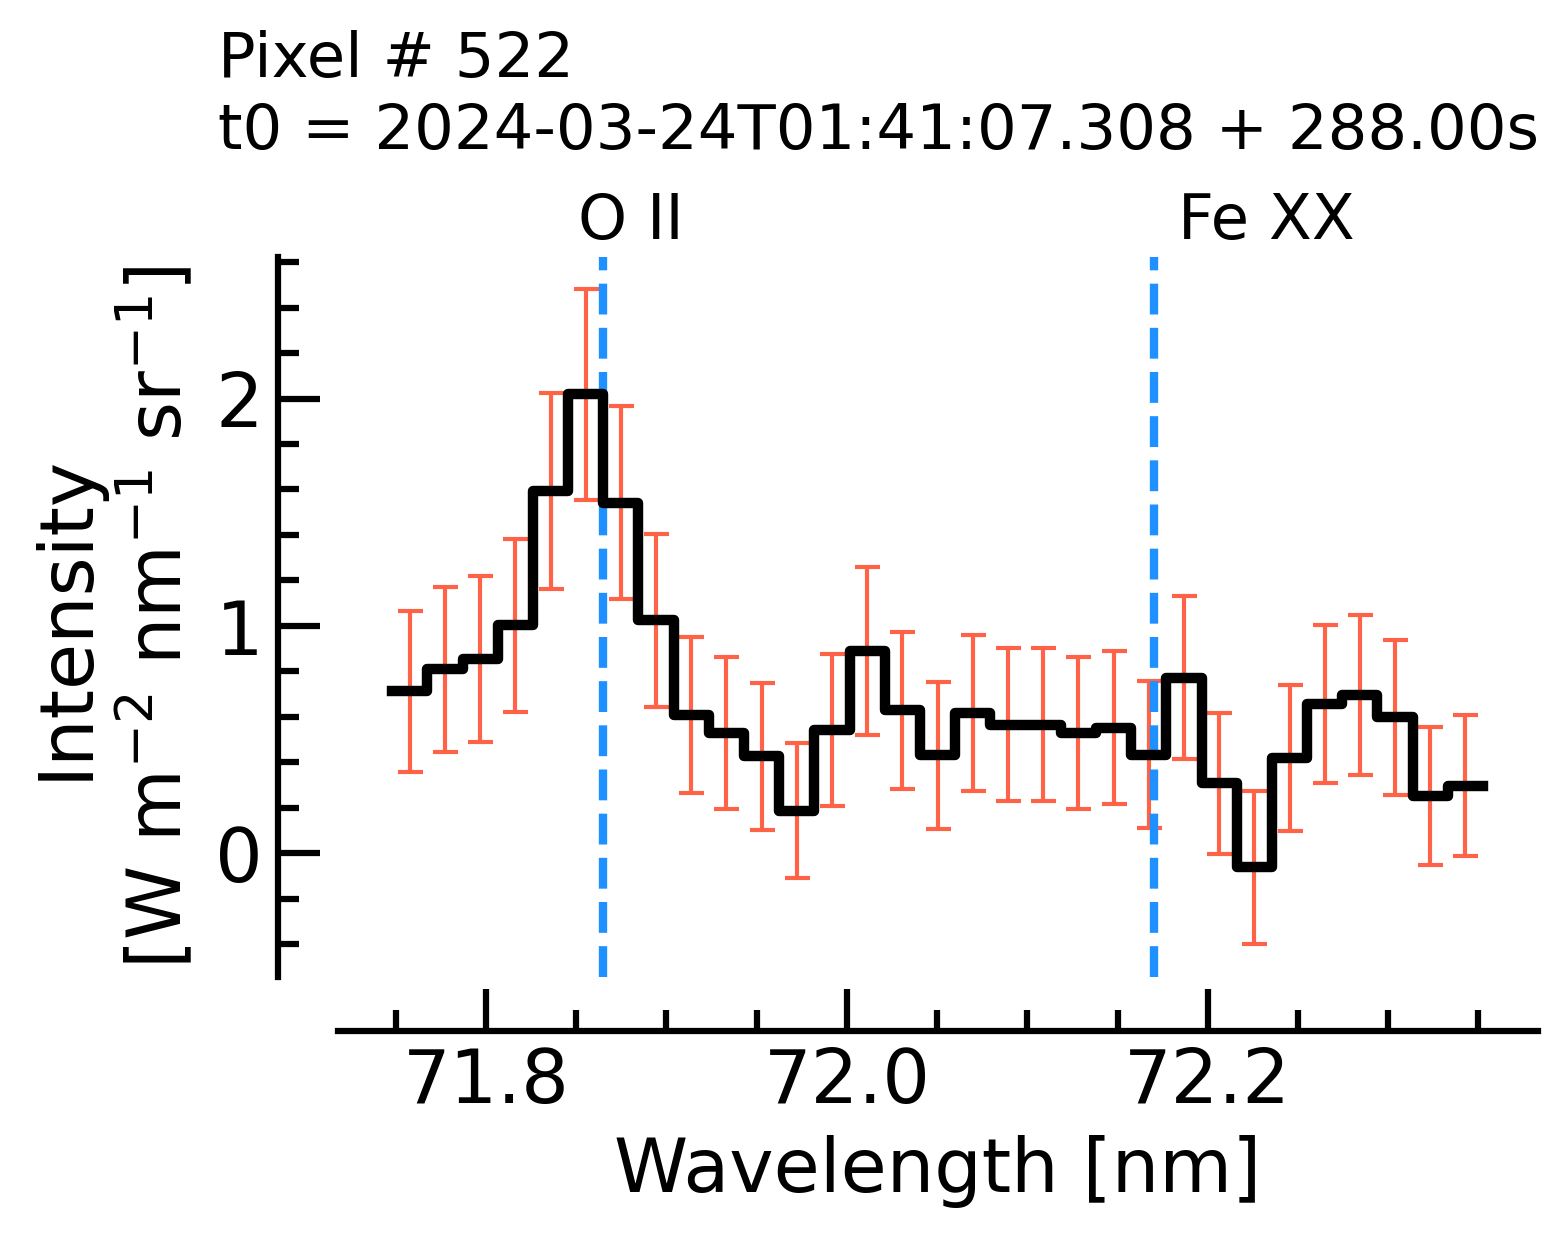 Pixel # 522
t0 = 2024-03-24T01:41:07.308 + 288.00s
O II
Fe XX
Intensity
[W m⁻² nm⁻¹ sr⁻¹]
2
1
0
71.8
72.0
72.2
Wavelength [nm]